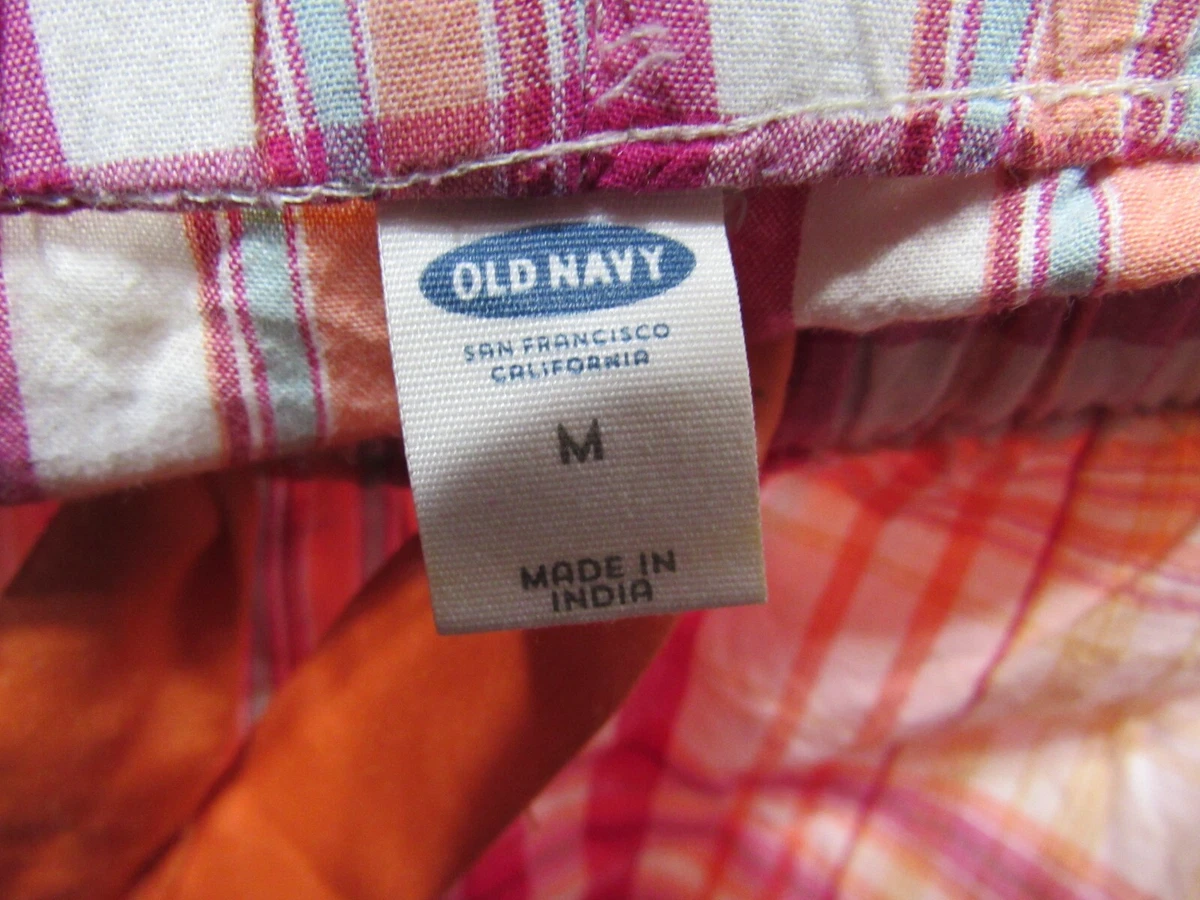 OLD NAVY
SAN FRANCISCO
CALIFORNIA
M
MADE IN
INDIA